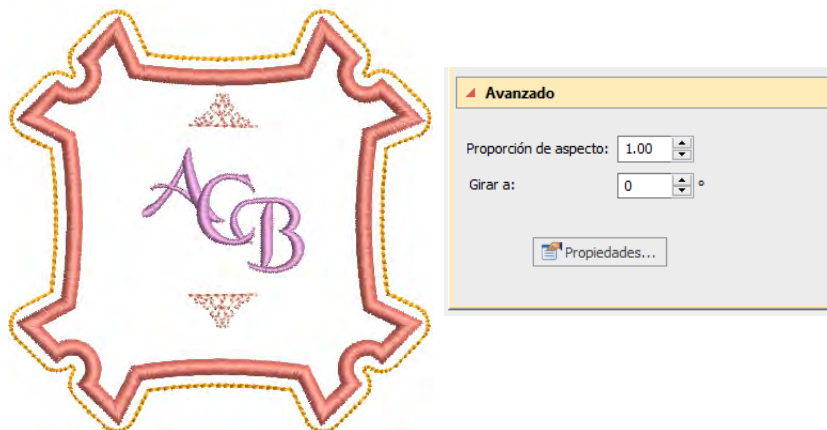 ACB
Avanzado
Proporción de aspecto: 1.00
Girar a: 0 °
Propiedades...